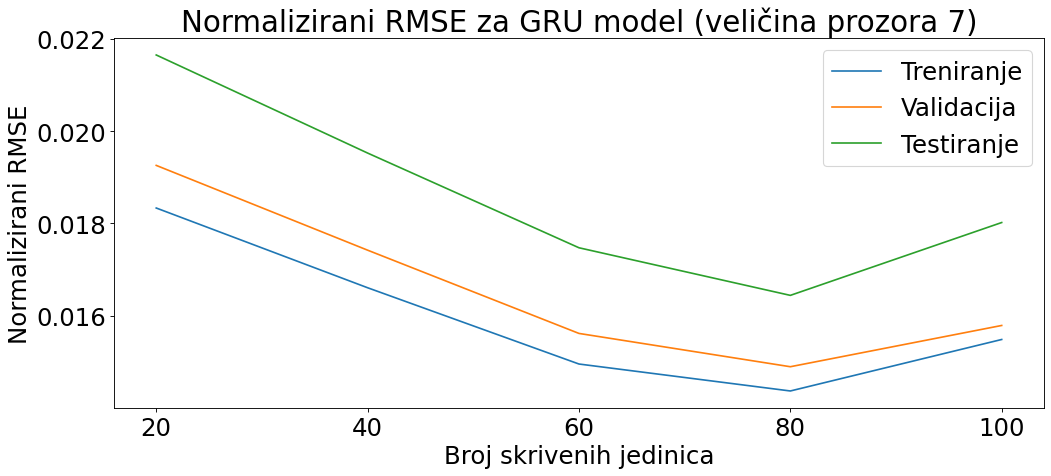 Normalizirani RMSE za GRU model (veličina prozora 7)
Normalizirani RMSE
0.022
0.020
0.018
0.016
Treniranje
Validacija
Testiranje
20 40 60 80 100
Broj skrivenih jedinica